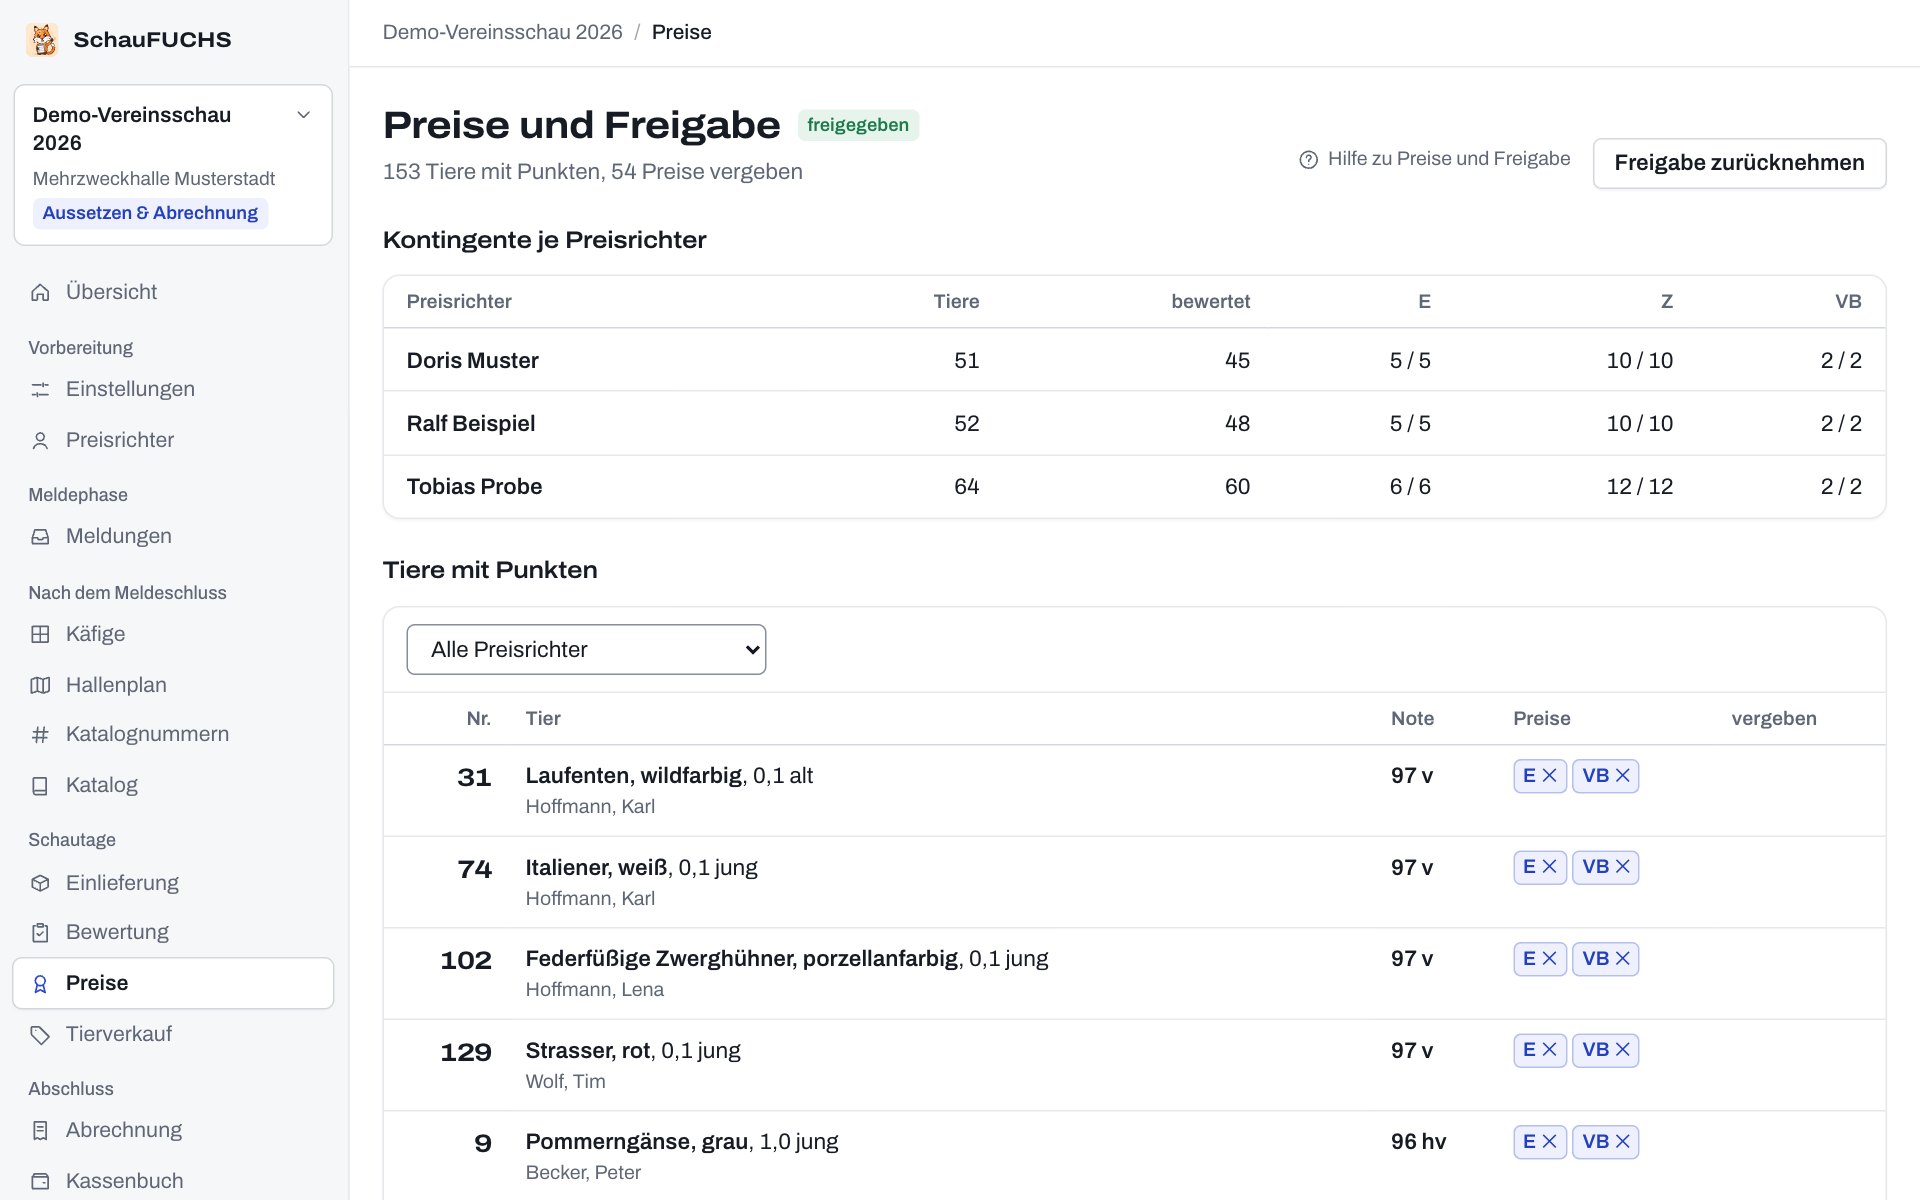 SchauFUCHS
Demo-Vereinsschau
2026
Mehrzweckhalle Musterstadt
Aussetzen & Abrechnung
Übersicht
Vorbereitung
Einstellungen
Preisrichter
Meldephase
Meldungen
Nach dem Meldeschluss
Käfige
Hallenplan
Katalognummern
Katalog
Schautage
Einlieferung
Bewertung
Preise
Tierverkauf
Abschluss
Abrechnung
Kassenbuch
Demo-Vereinsschau 2026 / Preise
Preise und Freigabe freigegeben
153 Tiere mit Punkten, 54 Preise vergeben
Hilfe zu Preise und Freigabe
Freigabe zurücknehmen
Kontingente je Preisrichter
Preisrichter Tiere bewertet E Z VB
Doris Muster 51 45 5 / 5 10 / 10 2 / 2
Ralf Beispiel 52 48 5 / 5 10 / 10 2 / 2
Tobias Probe 64 60 6 / 6 12 / 12 2 / 2
Tiere mit Punkten
Alle Preisrichter
Nr. Tier Note Preise vergeben
31 Laufenten, wildfarbig, 0,1 alt 97 v E VB
Hoffmann, Karl
74 Italiener, weiß, 0,1 jung 97 v E VB
Hoffmann, Karl
102 Federfüßige Zwerghühner, porzellanfarbig, 0,1 jung 97 v E VB
Hoffmann, Lena
129 Strasser, rot, 0,1 jung 97 v E VB
Wolf, Tim
9 Pommerngänse, grau, 1,0 jung 96 hv E VB
Becker, Peter